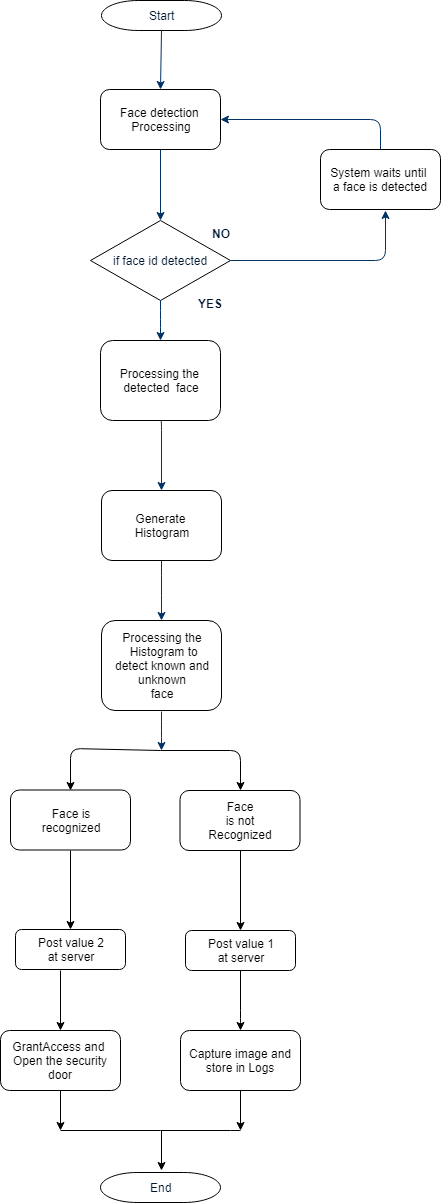 Start
Face detection
Processing
System waits until
a face is detected
NO
if face id detected
YES
Processing the
detected face
Generate
Histogram
Processing the
Histogram to
detect known and
unknown
face
Face is
recognized
Face
is not
Recognized
Post value 2
at server
Post value 1
at server
GrantAccess and
Open the security
door
Capture image and
store in Logs
End